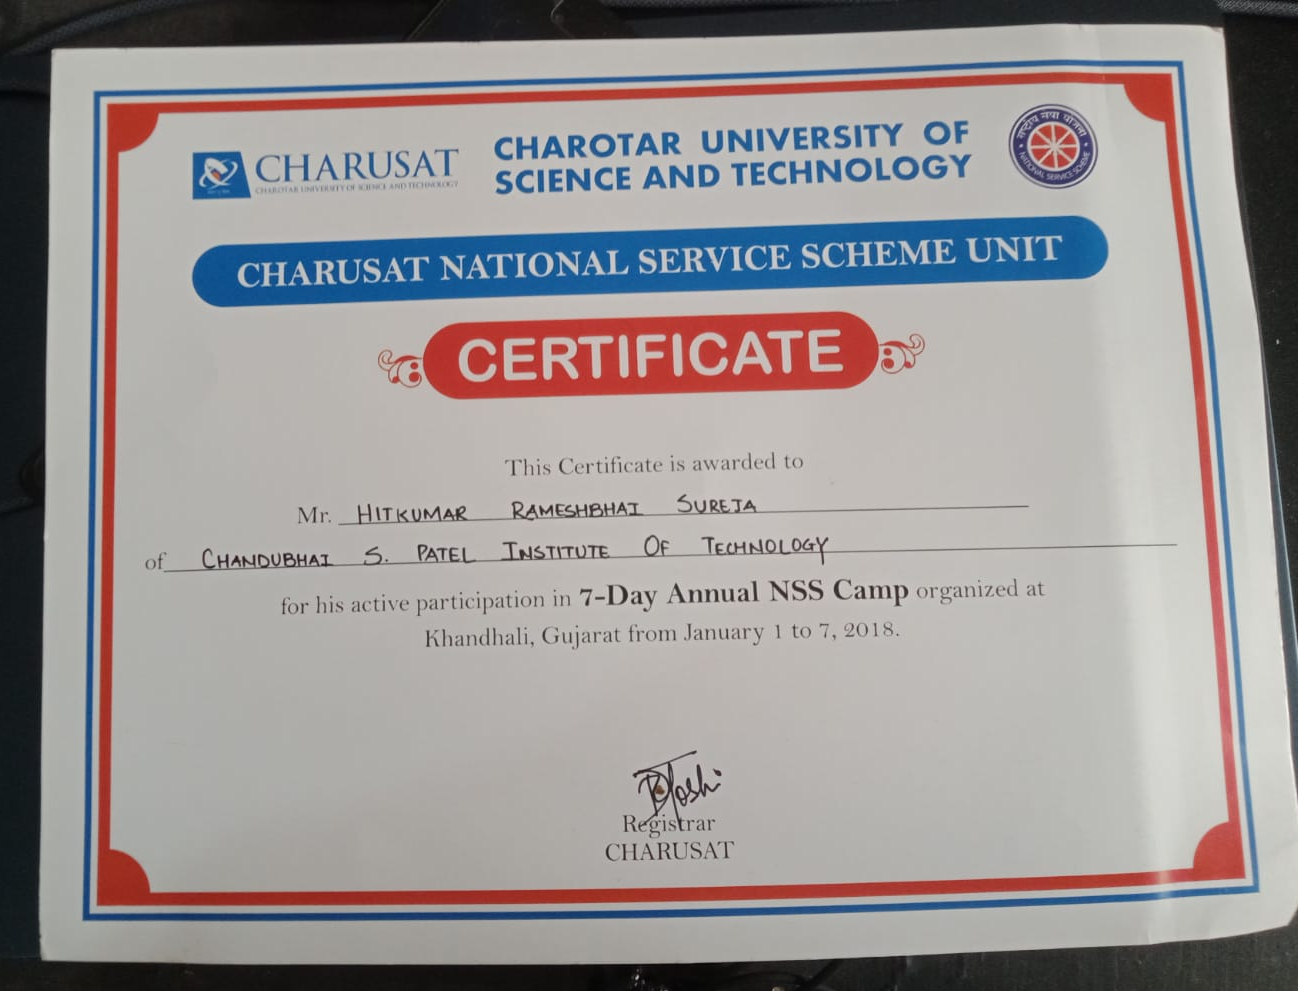 CHARUSAT
CHAROTAR UNIVERSITY OF SCIENCE AND TECHNOLOGY
CHAROTAR UNIVERSITY OF
SCIENCE AND TECHNOLOGY
राष्ट्रीय सेवा योजना
NATIONAL SERVICE SCHEME
CHARUSAT NATIONAL SERVICE SCHEME UNIT
CERTIFICATE
This Certificate is awarded to
Mr. HITKUMAR RAMESHBHAI SUREJA
of CHANDUBHAI S. PATEL INSTITUTE OF TECHNOLOGY
for his active participation in 7-Day Annual NSS Camp organized at
Khandhali, Gujarat from January 1 to 7, 2018.
Joshi
Registrar
CHARUSAT